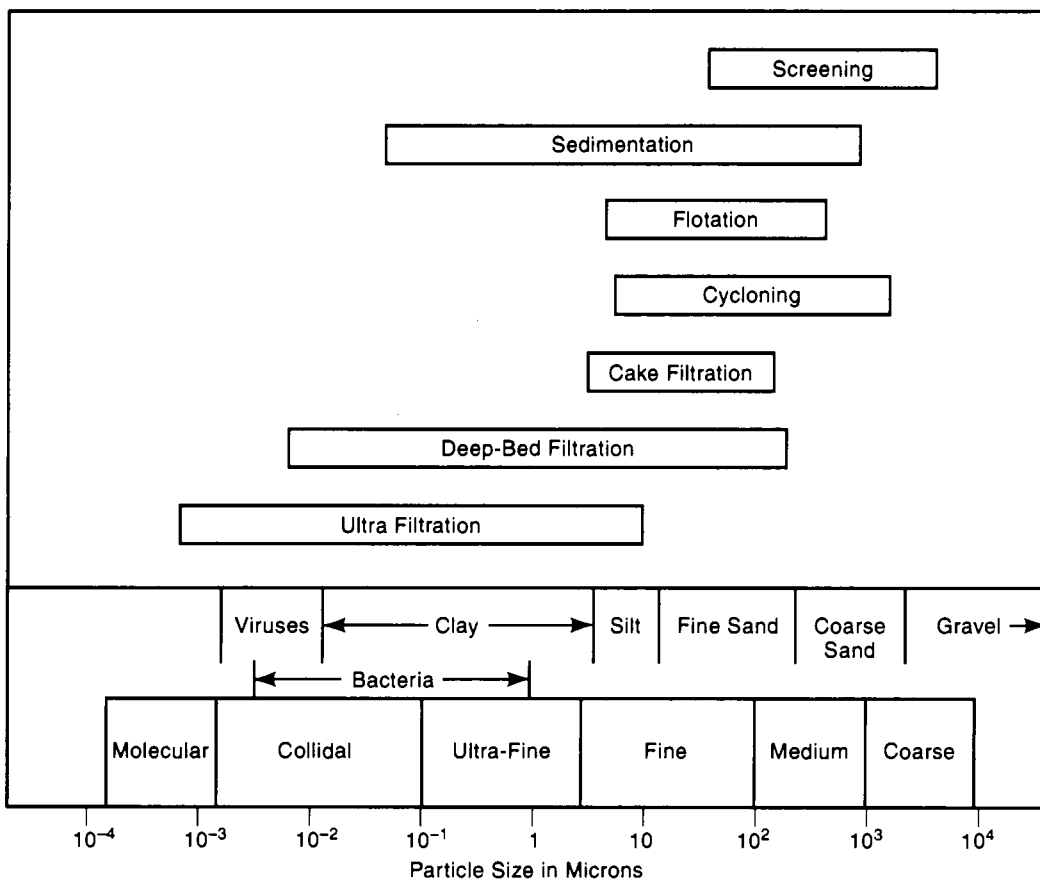 Screening
Sedimentation
Flotation
Cycloning
Cake Filtration
Deep-Bed Filtration
Ultra Filtration
Viruses
Clay
Silt
Fine Sand
Coarse
Sand
Gravel
Bacteria
Molecular
Collidal
Ultra-Fine
Fine
Medium
Coarse
10⁻⁴ 10⁻³ 10⁻² 10⁻¹ 1 10 10² 10³ 10⁴
Particle Size in Microns